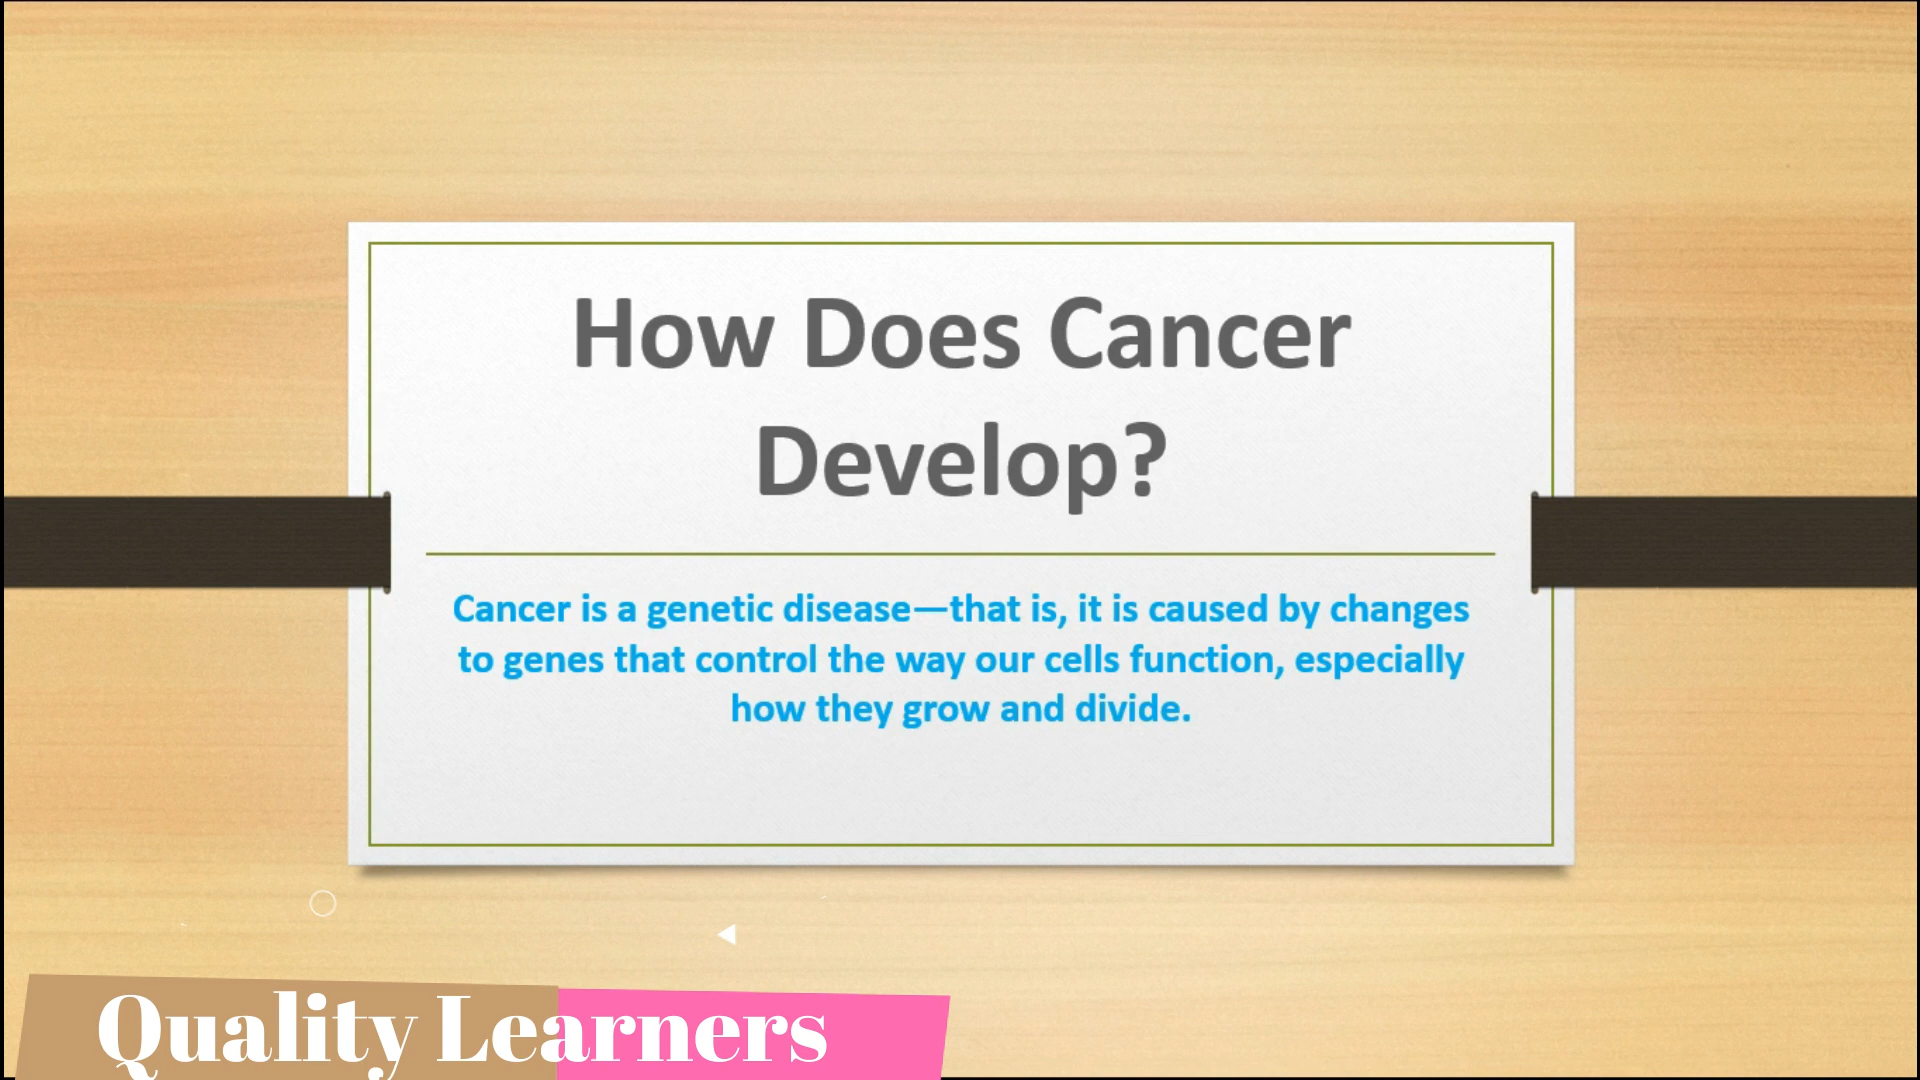 How Does Cancer
Develop?
Cancer is a genetic disease—that is, it is caused by changes
to genes that control the way our cells function, especially
how they grow and divide.
Quality Learners